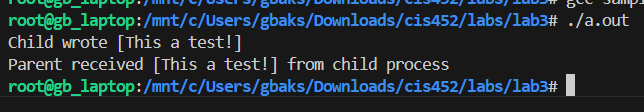 root@gb_laptop:/mnt/c/Users/gbaks/Downloads/cis452/labs/lab3# ./a.out
Child wrote [This a test!]
Parent received [This a test!] from child process
root@gb_laptop:/mnt/c/Users/gbaks/Downloads/cis452/labs/lab3#